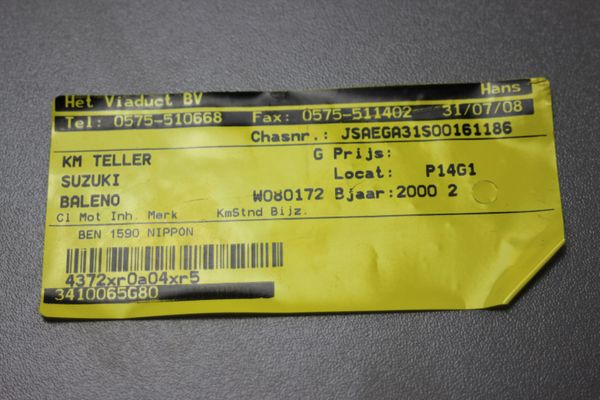 Het Viaduct BV Hans
Tel: 0575-510668 Fax: 0575-511402 31/07/08
Chasnr.: JSAEGA31S00161186
KM TELLER G Prijs:
SUZUKI Locat: P14G1
BALENO W080172 Bjaar:2000 2
Cl Mot Inh. Merk KmStnd Bijz.
BEN 1590 NIPPON
4372xr0a04xr5
3410065G80